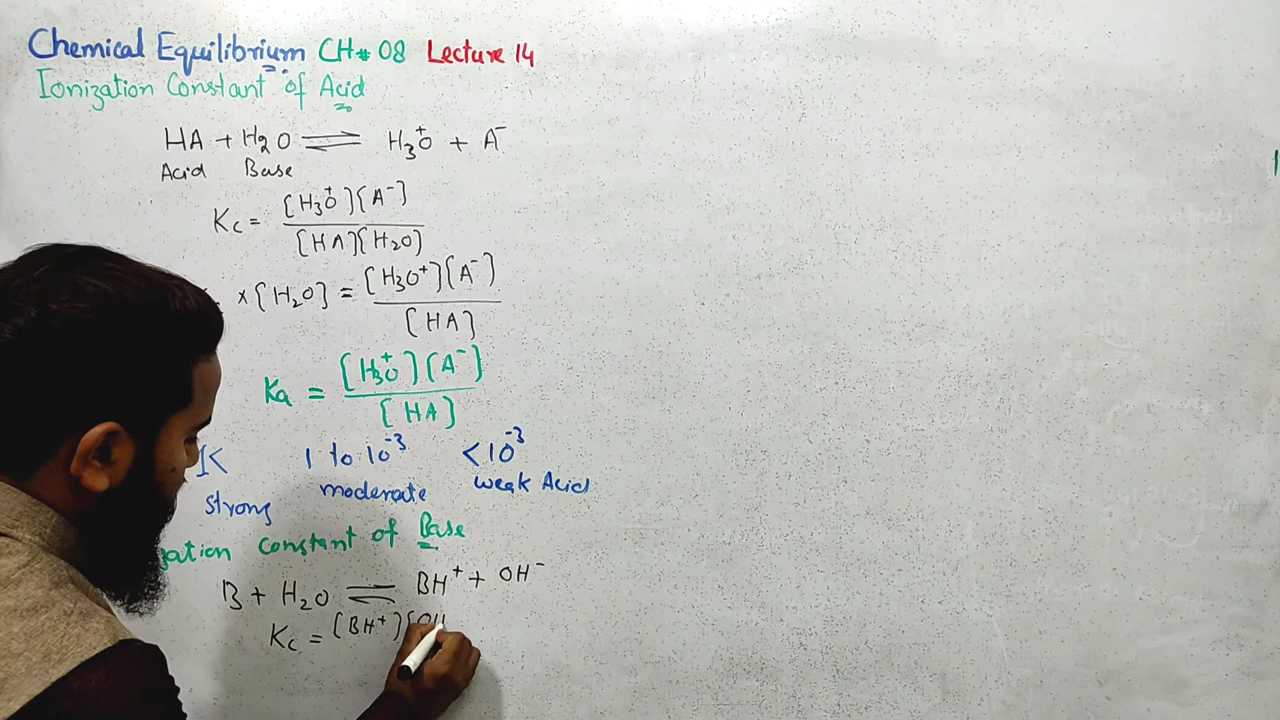 Chemical Equilibrium CH# 08 Lecture 14
Ionization Constant of Acid
HA + H2O ⇌ H3O+ + A-
Acid Base
Kc = [H3O+][A-] / [HA][H2O]
× [H2O] = [H3O+][A-] / [HA]
Ka = [H3O+][A-] / [HA]
1< 1 to 10^-3 <10^-3
strong moderate weak Acid
constant of Base
B + H2O ⇌ BH+ + OH-
Kc = [BH+][OH